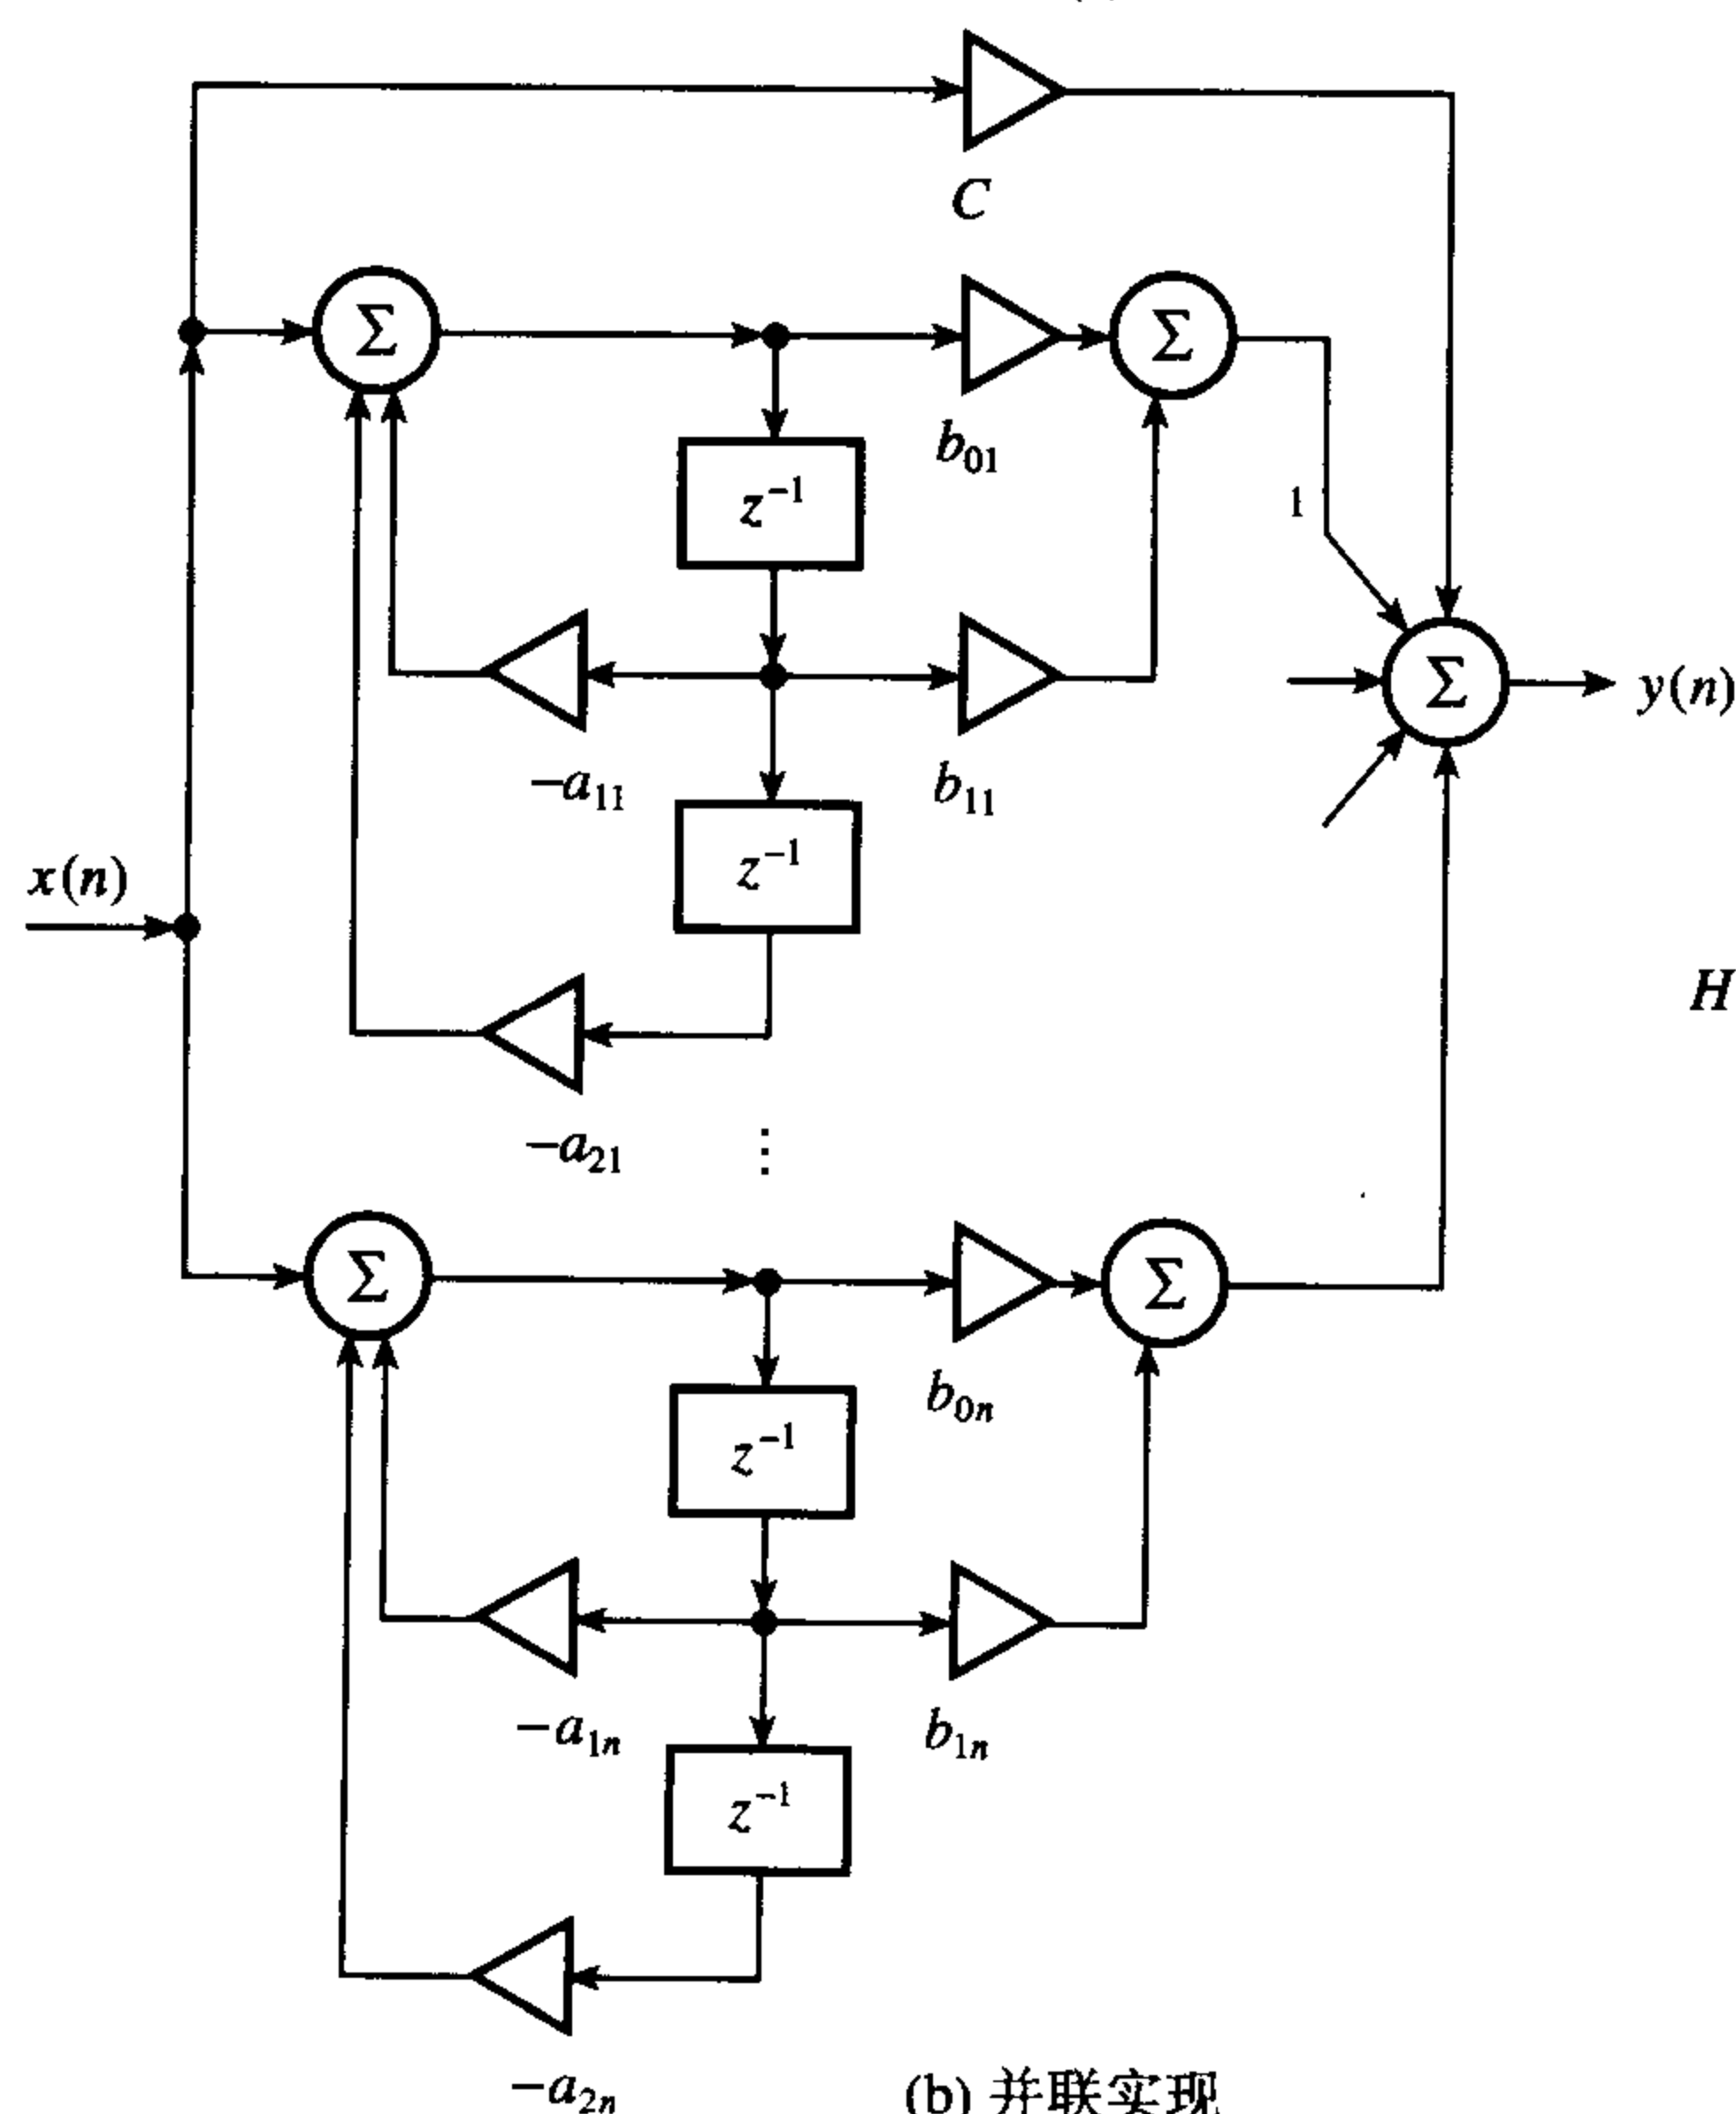 C
Σ
Σ
b₀₁
z⁻¹
1
Σ
y(n)
−a₁₁
b₁₁
z⁻¹
x(n)
H
−a₂₁
⋮
Σ
Σ
b₀ₙ
z⁻¹
−a₁ₙ
b₁ₙ
z⁻¹
−a₂ₙ
(b) 并联实现